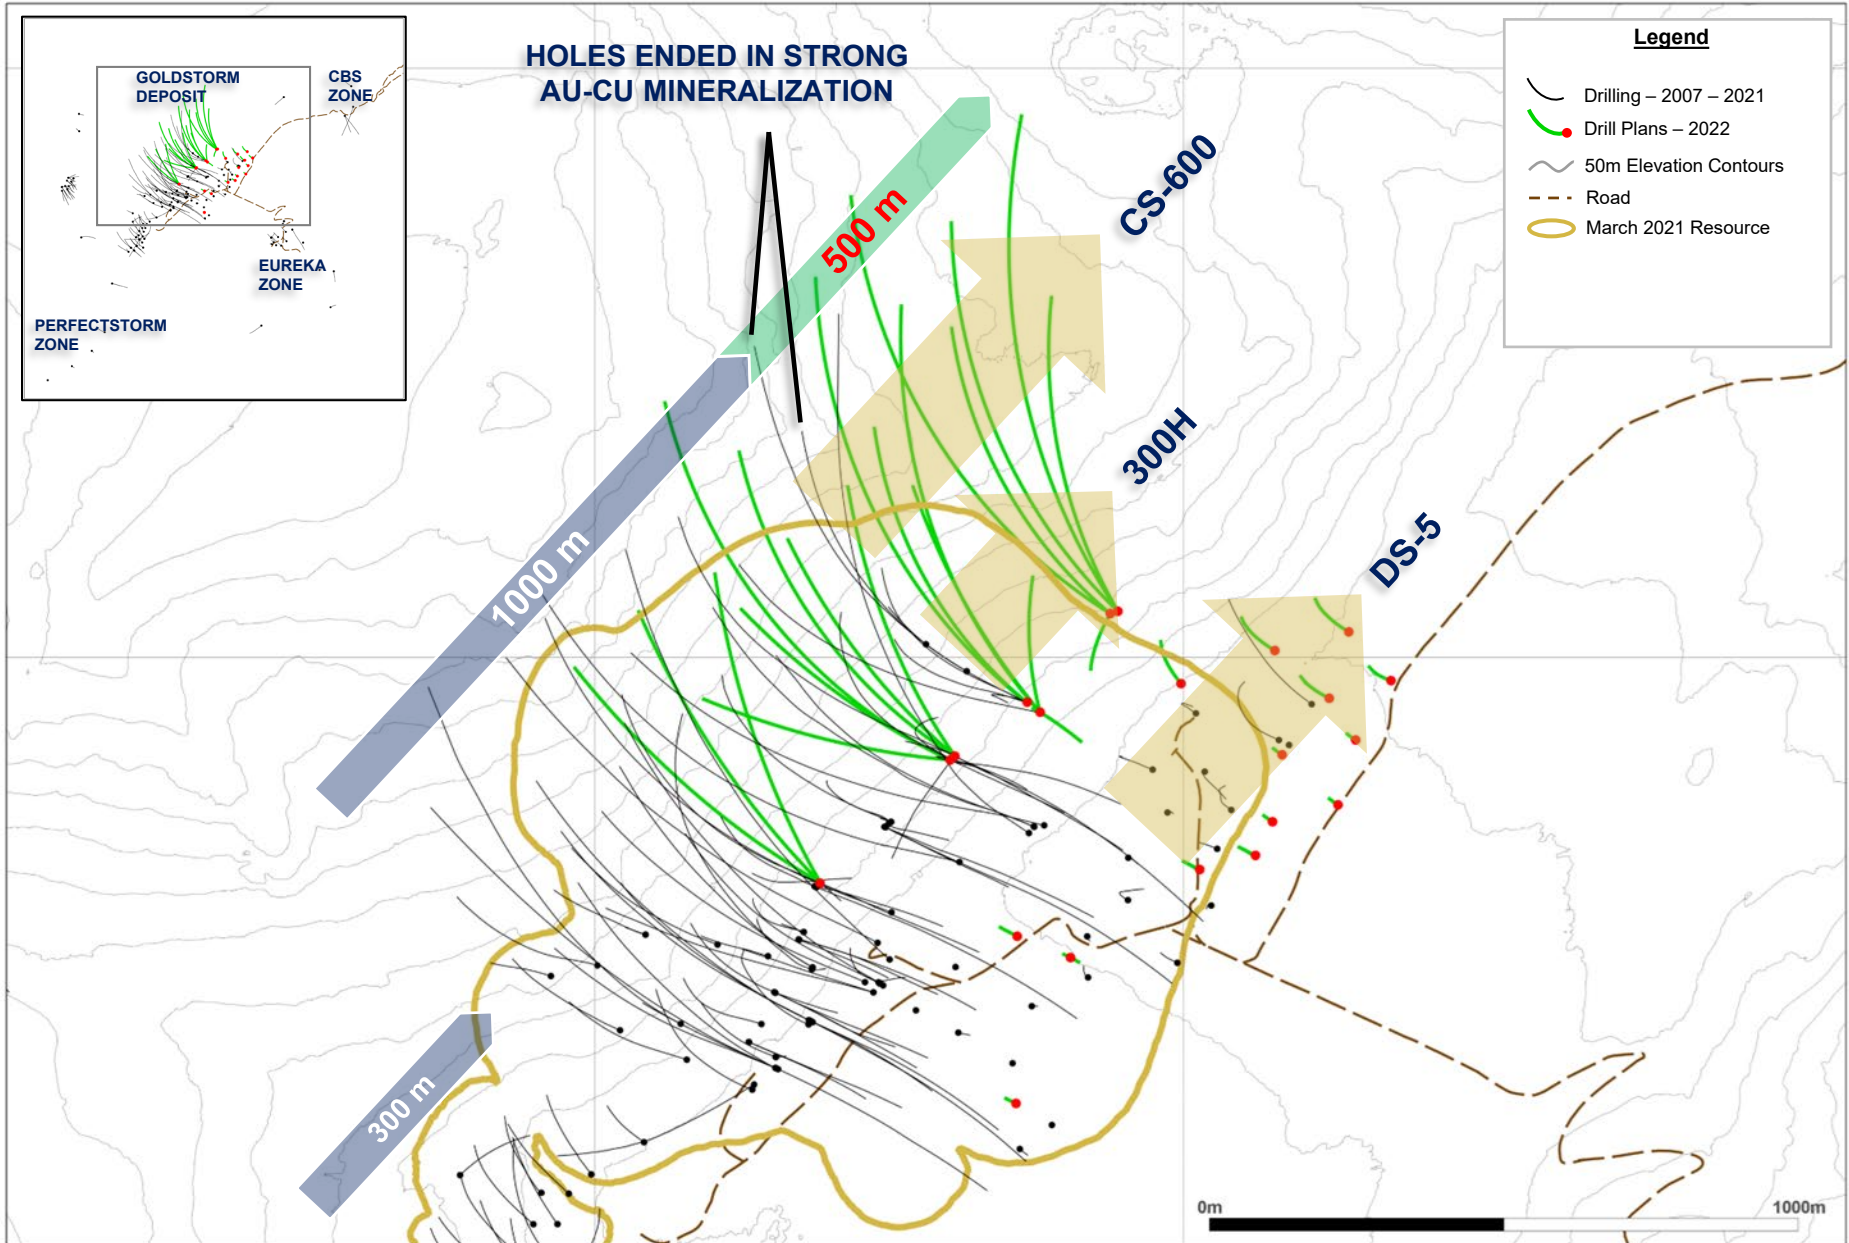 GOLDSTORM
DEPOSIT
CBS
ZONE
EUREKA
ZONE
PERFECTSTORM
ZONE
HOLES ENDED IN STRONG
AU-CU MINERALIZATION
500 m
1000 m
300 m
CS-600
300H
DS-5
Legend
Drilling – 2007 – 2021
Drill Plans – 2022
50m Elevation Contours
Road
March 2021 Resource
0m
1000m